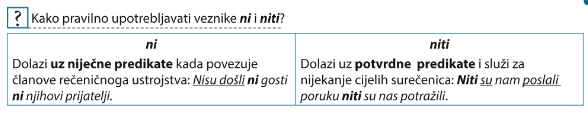 ? Kako pravilno upotrebljavati veznike ni i niti?
ni
Dolazi uz niječne predikate kada povezuje
članove rečeničnoga ustrojstva: Nisu došli ni gosti
ni njihovi prijatelji.
niti
Dolazi uz potvrdne predikate i služi za
nijekanje cijelih surečenica: Niti su nam poslali
poruku niti su nas potražili.